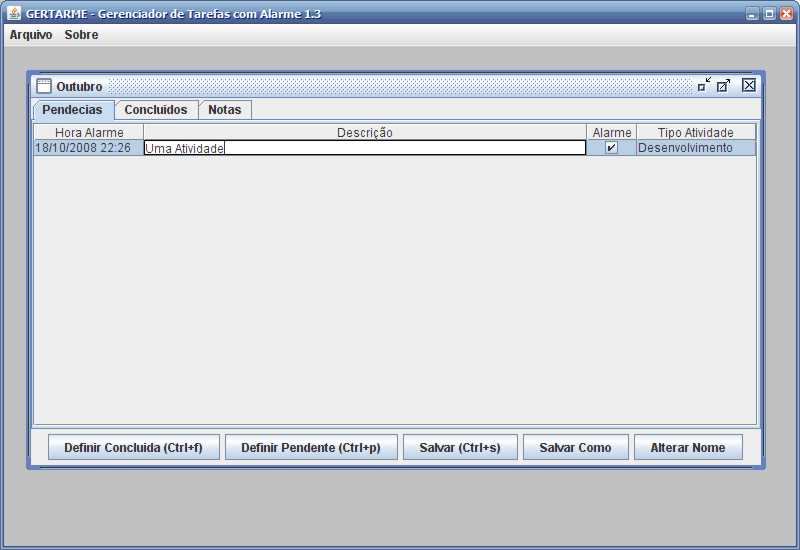 GERTARME - Gerenciador de Tarefas com Alarme 1.3
Arquivo Sobre
Outubro
Pendecias Concluidos Notas
Hora Alarme Descrição Alarme Tipo Atividade
18/10/2008 22:26 Uma Atividade Desenvolvimento
Definir Concluida (Ctrl+f) Definir Pendente (Ctrl+p) Salvar (Ctrl+s) Salvar Como Alterar Nome